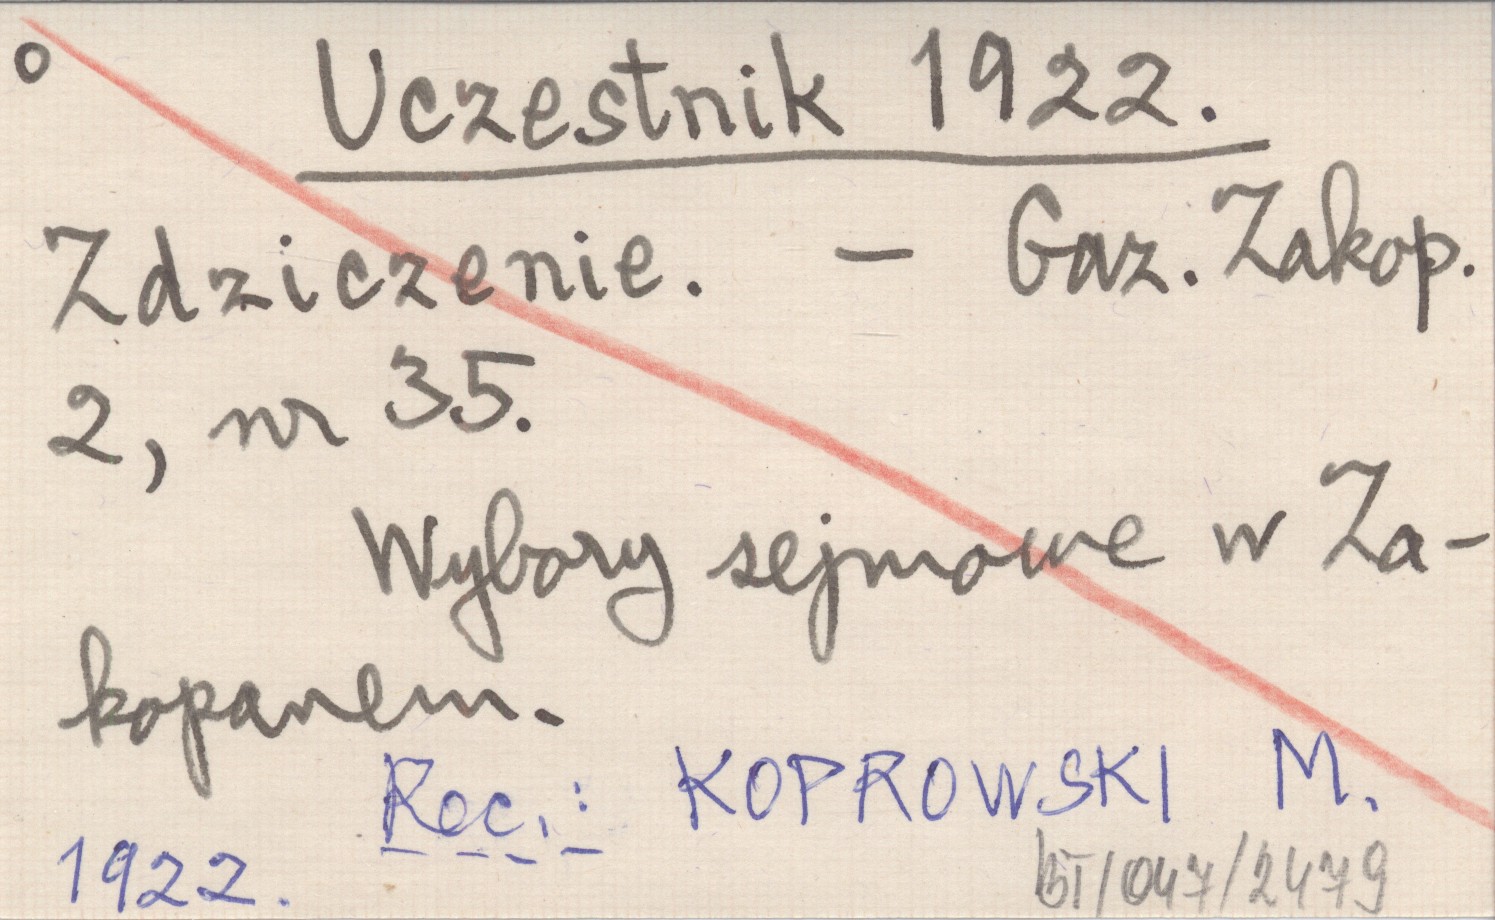 o
Uczestnik 1922.
Zdziczenie. – Gaz. Zakop.
2, nr 35.
Wybory sejmowe w Za-
kopanem.
Rec.: KOPROWSKI M.
1922.
BT/047/2479